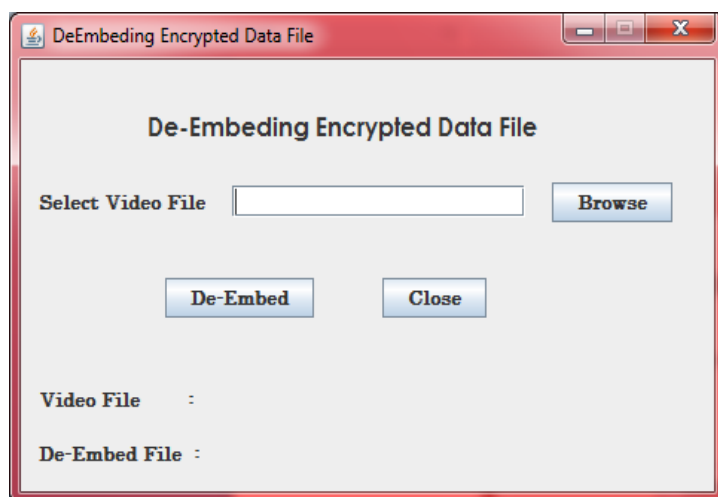 DeEmbeding Encrypted Data File
De-Embeding Encrypted Data File
Select Video File
Browse
De-Embed
Close
Video File :
De-Embed File :